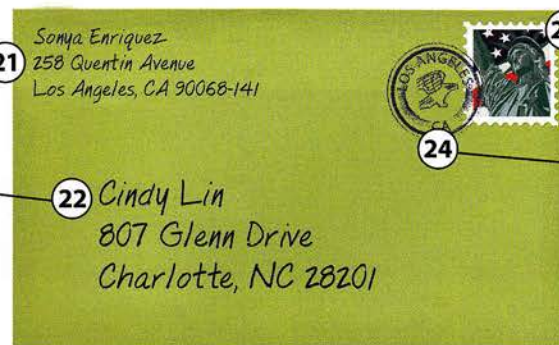 21
Sonya Enriquez
258 Quentin Avenue
Los Angeles, CA 90068-141
LOS ANGELES
CA
24
22
Cindy Lin
807 Glenn Drive
Charlotte, NC 28201